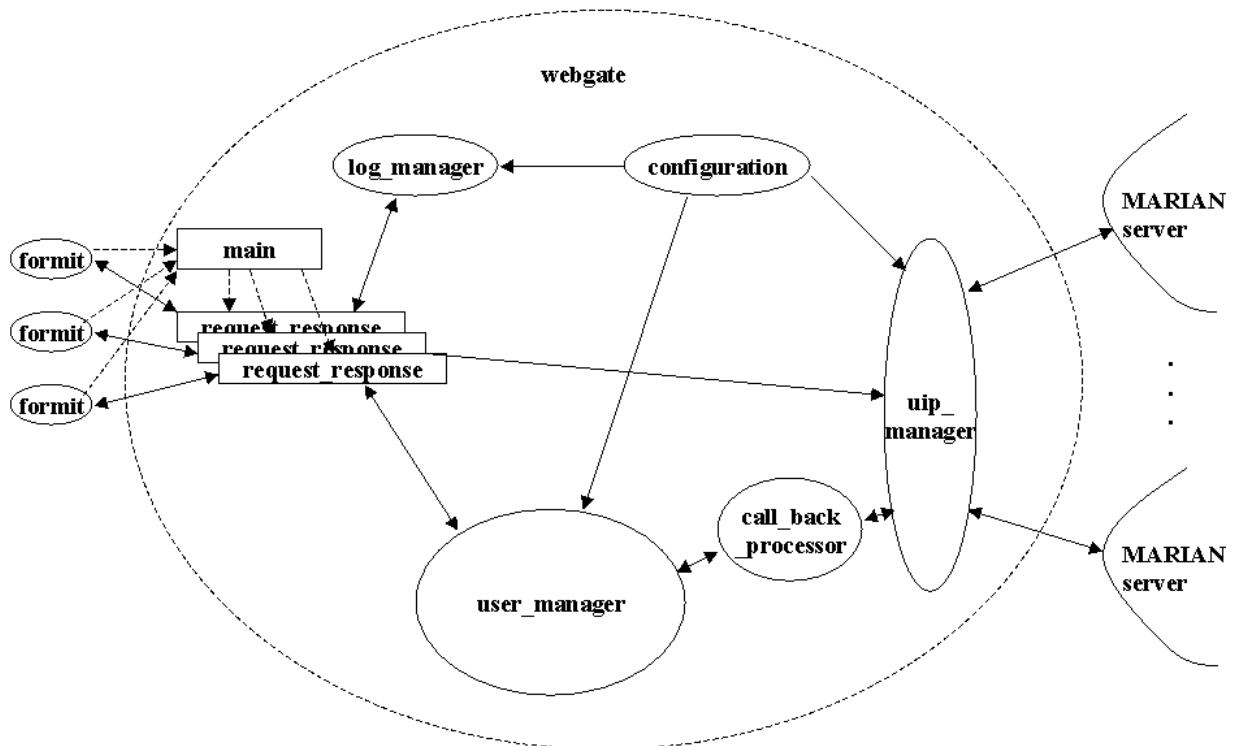 webgate
log_manager
configuration
MARIAN
server
main
formit
formit
formit
request_response
request_response
request_response
uip_
manager
call_back
_processor
user_manager
MARIAN
server